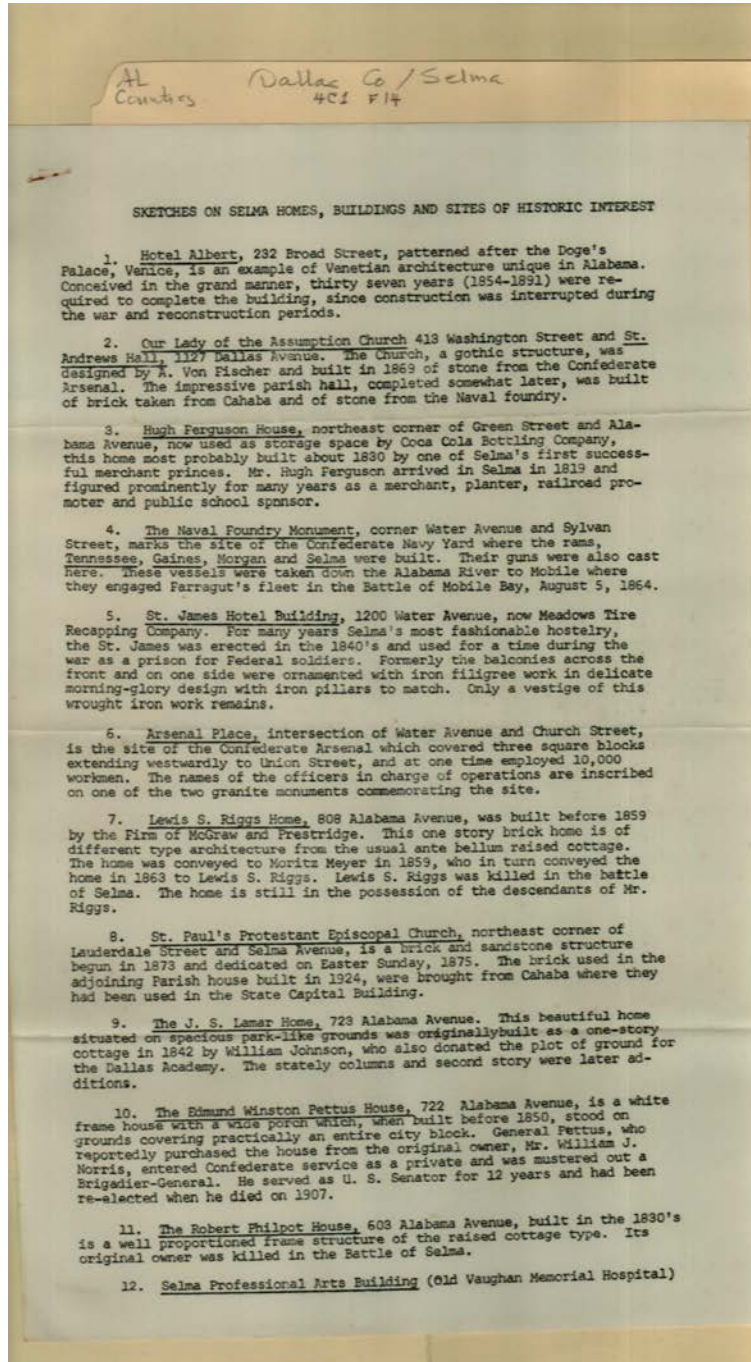 AL Dallas Co / Selma
Counties 4C1 F14
SKETCHES ON SELMA HOMES, BUILDINGS AND SITES OF HISTORIC INTEREST
1. Hotel Albert, 232 Broad Street, patterned after the Doge's
Palace, Venice, is an example of Venetian architecture unique in Alabama.
Conceived in the grand manner, thirty seven years (1854-1891) were re-
quired to complete the building, since construction was interrupted during
the war and reconstruction periods.
2. Our Lady of the Assumption Church 413 Washington Street and St.
Andrews Hall, 1127 Dallas Avenue. The Church, a gothic structure, was
designed by A. Von Fischer and built in 1869 of stone from the Confederate
Arsenal. The impressive parish hall, completed somewhat later, was built
of brick taken from Cahaba and of stone from the Naval foundry.
3. Hugh Ferguson House, northeast corner of Green Street and Ala-
bama Avenue, now used as storage space by Coca Cola Bottling Company,
this home most probably built about 1830 by one of Selma's first success-
ful merchant princes. Mr. Hugh Ferguson arrived in Selma in 1819 and
figured prominently for many years as a merchant, planter, railroad pro-
moter and public school sponsor.
4. The Naval Foundry Monument, corner Water Avenue and Sylvan
Street, marks the site of the Confederate Navy Yard where the rams,
Tennessee, Gaines, Morgan and Selma were built. Their guns were also cast
here. These vessels were taken down the Alabama River to Mobile where
they engaged Farragut's fleet in the Battle of Mobile Bay, August 5, 1864.
5. St. James Hotel Building, 1200 Water Avenue, now Meadows Tire
Recapping Company. For many years Selma's most fashionable hostelry,
the St. James was erected in the 1840's and used for a time during the
war as a prison for Federal soldiers. Formerly the balconies across the
front and on one side were ornamented with iron filigree work in delicate
morning-glory design with iron pillars to match. Only a vestige of this
wrought iron work remains.
6. Arsenal Place, intersection of Water Avenue and Church Street,
is the site of the Confederate Arsenal which covered three square blocks
extending westwardly to Union Street, and at one time employed 10,000
workmen. The names of the officers in charge of operations are inscribed
on one of the two granite monuments commemorating the site.
7. Lewis S. Riggs Home, 808 Alabama Avenue, was built before 1859
by the Firm of McGraw and Prestridge. This one story brick home is of
different type architecture from the usual ante bellum raised cottage.
The home was conveyed to Moritz Meyer in 1859, who in turn conveyed the
home in 1863 to Lewis S. Riggs. Lewis S. Riggs was killed in the battle
of Selma. The home is still in the possession of the descendants of Mr.
Riggs.
8. St. Paul's Protestant Episcopal Church, northeast corner of
Lauderdale Street and Selma Avenue, is a brick and sandstone structure
begun in 1873 and dedicated on Easter Sunday, 1875. The brick used in the
adjoining Parish house built in 1924, were brought from Cahaba where they
had been used in the State Capital Building.
9. The J. S. Lamar Home, 723 Alabama Avenue. This beautiful home
situated on spacious park-like grounds was originallybuilt as a one-story
cottage in 1842 by William Johnson, who also donated the plot of ground for
the Dallas Academy. The stately columns and second story were later ad-
ditions.
10. The Edmund Winston Pettus House, 722 Alabama Avenue, is a white
frame house with a wide porch which, when built before 1850, stood on
grounds covering practically an entire city block. General Pettus, who
reportedly purchased the house from the original owner, Mr. William J.
Norris, entered Confederate service as a private and was mustered out a
Brigadier-General. He served as U. S. Senator for 12 years and had been
re-elected when he died on 1907.
11. The Robert Philpot House, 603 Alabama Avenue, built in the 1830's
is a well proportioned frame structure of the raised cottage type. Its
original owner was killed in the Battle of Selma.
12. Selma Professional Arts Building (Old Vaughan Memorial Hospital)